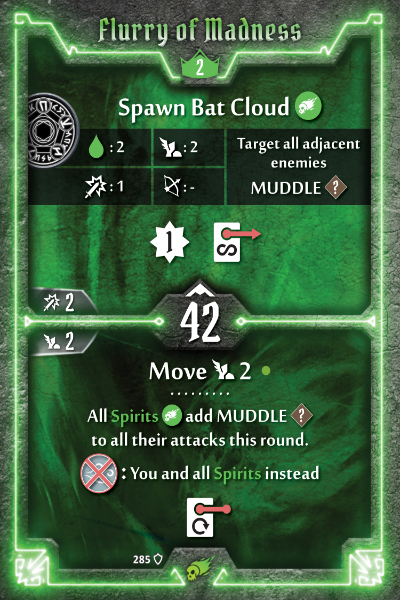 Flurry of Madness
2
Spawn Bat Cloud
: 2
: 2
Target all adjacent
enemies
: 1
: -
MUDDLE ?
1
2
42
2
Move 2
All Spirits add MUDDLE ?
to all their attacks this round.
: You and all Spirits instead
285